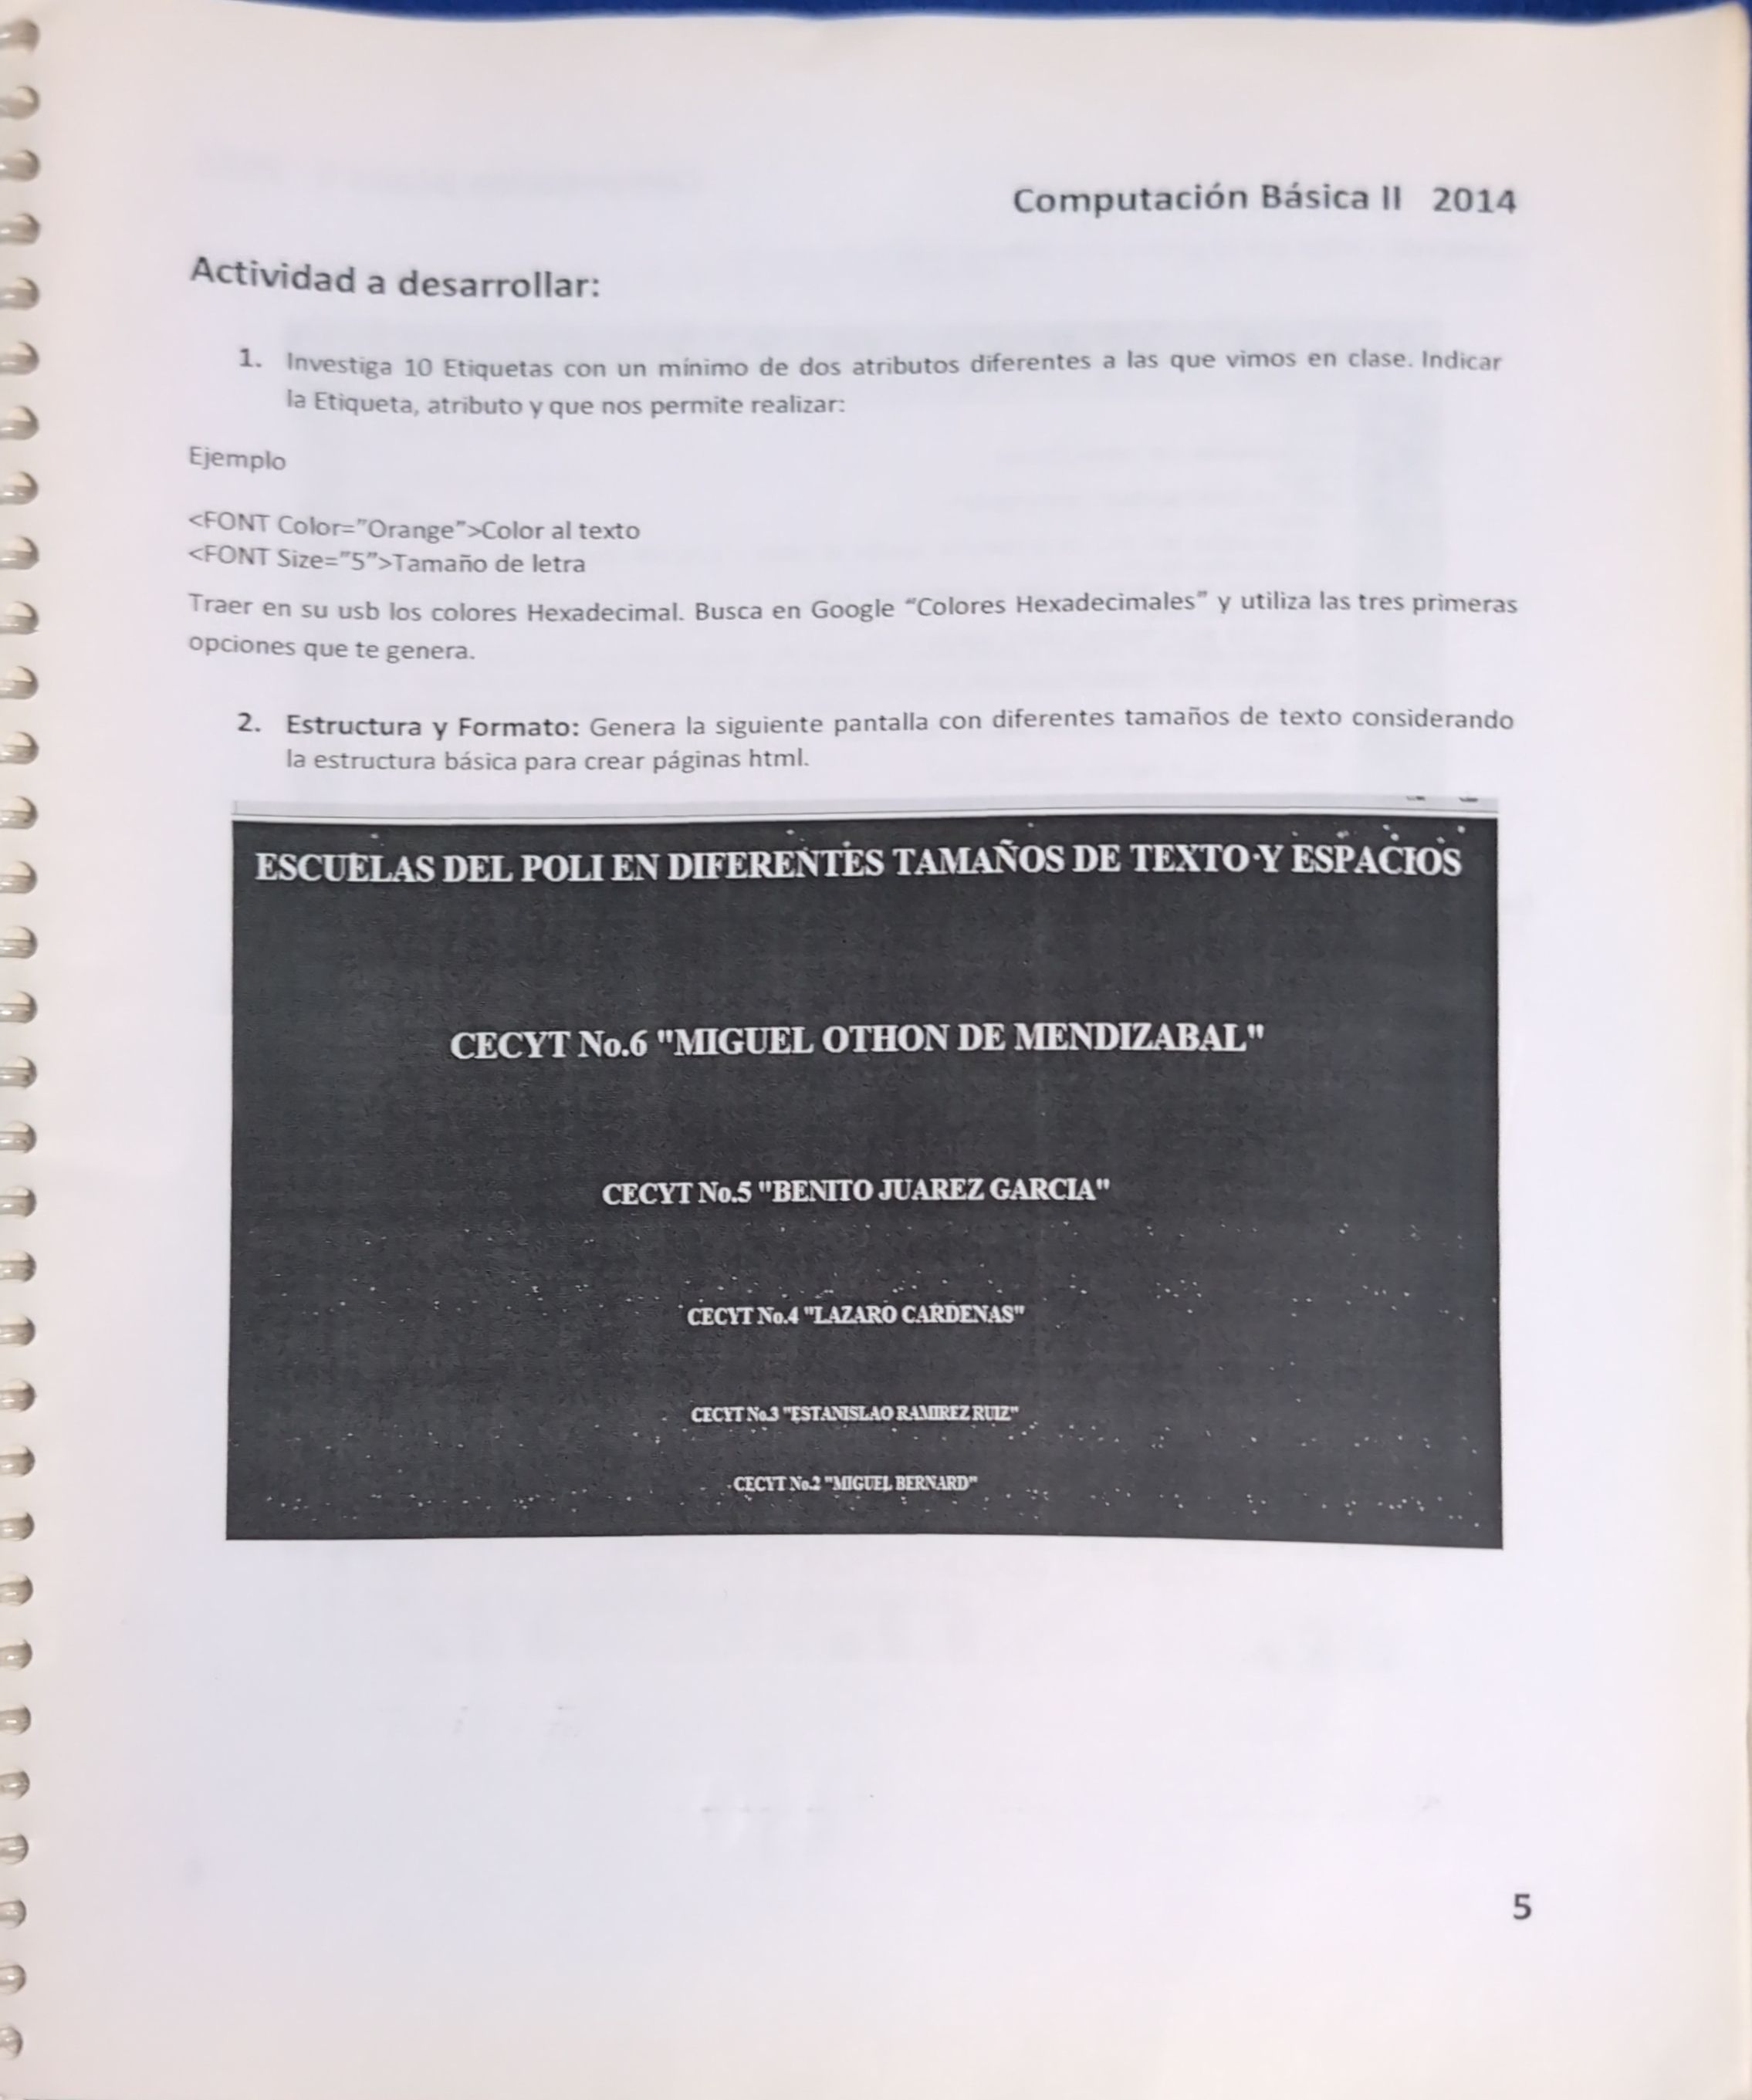 Computación Básica II 2014
Actividad a desarrollar:
1. Investiga 10 Etiquetas con un mínimo de dos atributos diferentes a las que vimos en clase. Indicar
la Etiqueta, atributo y que nos permite realizar:
Ejemplo
<FONT Color="Orange">Color al texto
<FONT Size="5">Tamaño de letra
Traer en su usb los colores Hexadecimal. Busca en Google “Colores Hexadecimales” y utiliza las tres primeras
opciones que te genera.
2. Estructura y Formato: Genera la siguiente pantalla con diferentes tamaños de texto considerando
la estructura básica para crear páginas html.
ESCUELAS DEL POLI EN DIFERENTES TAMAÑOS DE TEXTO Y ESPACIOS
CECYT No.6 "MIGUEL OTHON DE MENDIZABAL"
CECYT No.5 "BENITO JUAREZ GARCIA"
CECYT No.4 "LAZARO CARDENAS"
CECYT No.3 "ESTANISLAO RAMIREZ RUIZ"
CECYT No.2 "MIGUEL BERNARD"
5